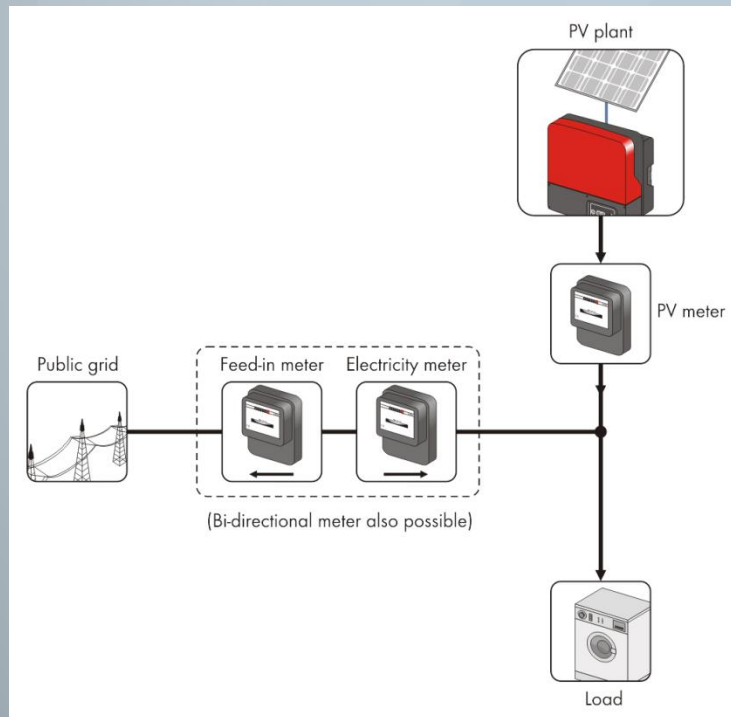 PV plant
PV meter
Public grid
Feed-in meter
Electricity meter
(Bi-directional meter also possible)
Load